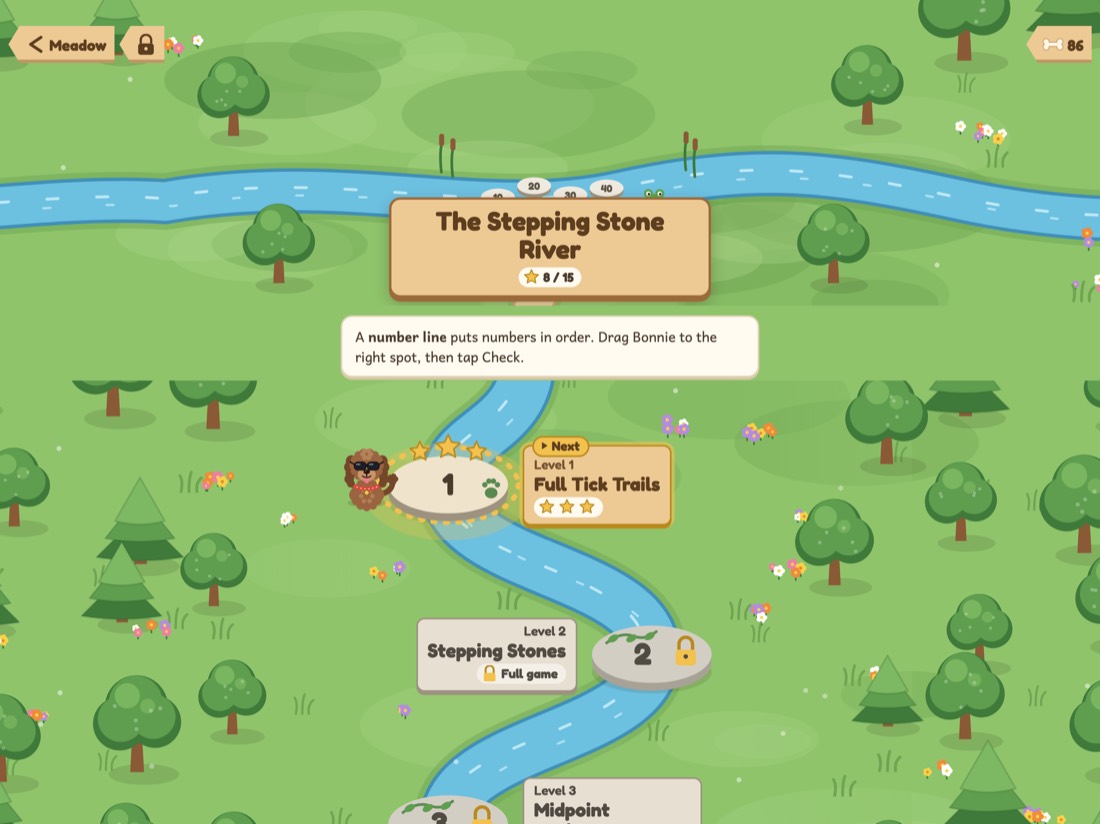 < Meadow
86
20
40
10
30
The Stepping Stone
River
8 / 15
A number line puts numbers in order. Drag Bonnie to the
right spot, then tap Check.
Next
1
Level 1
Full Tick Trails
Level 2
Stepping Stones
Full game
2
Level 3
Midpoint
3